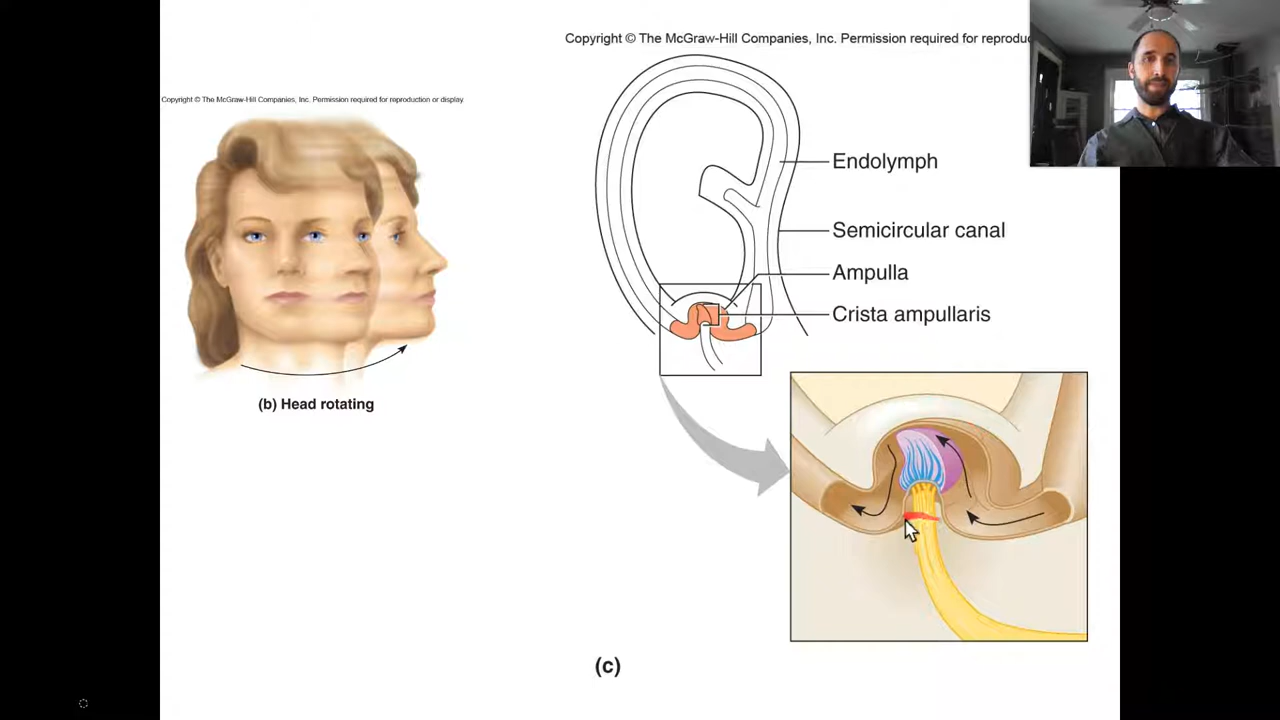 Copyright © The McGraw-Hill Companies, Inc. Permission required for
Copyright © The McGraw-Hill Companies, Inc. Permission required for reproduction or display.
Endolymph
Semicircular canal
Ampulla
Crista ampullaris
(b) Head rotating
(c)